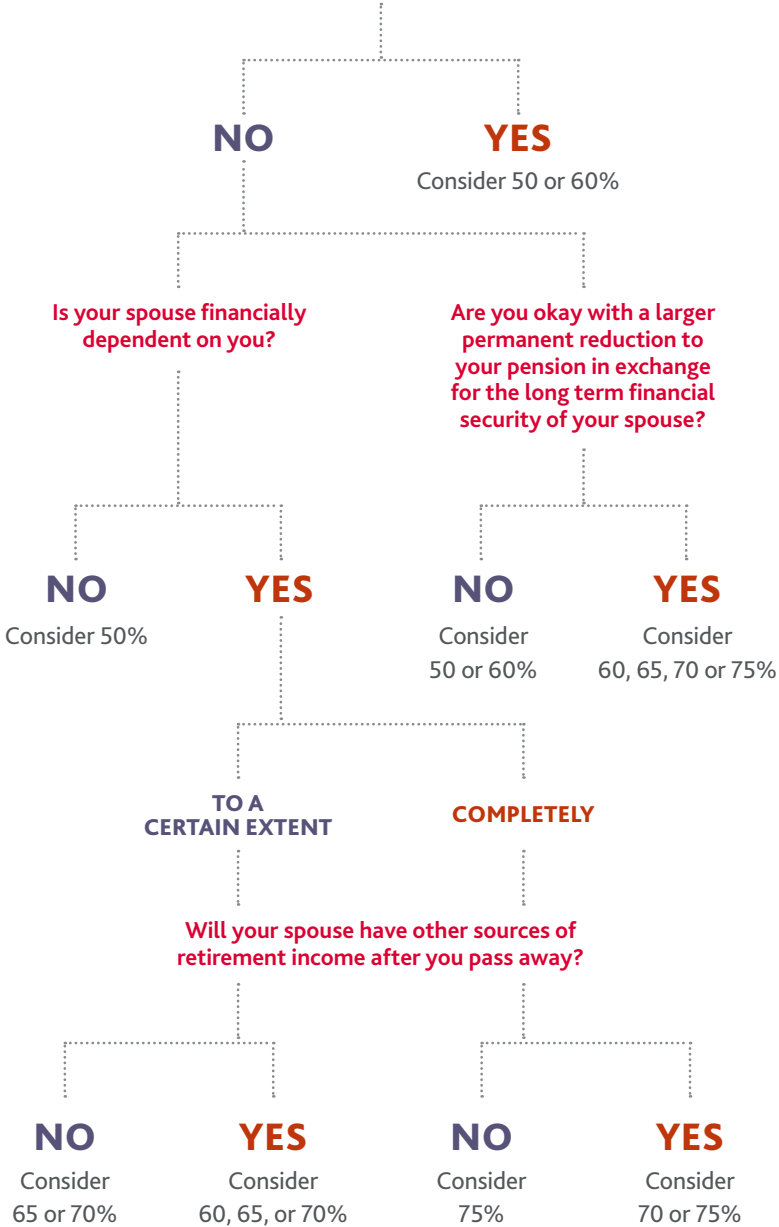 NO
YES
Consider 50 or 60%
Is your spouse financially
dependent on you?
Are you okay with a larger
permanent reduction to
your pension in exchange
for the long term financial
security of your spouse?
NO
Consider 50%
YES
NO
Consider
50 or 60%
YES
Consider
60, 65, 70 or 75%
TO A
CERTAIN EXTENT
COMPLETELY
Will your spouse have other sources of
retirement income after you pass away?
NO
Consider
65 or 70%
YES
Consider
60, 65, or 70%
NO
Consider
75%
YES
Consider
70 or 75%